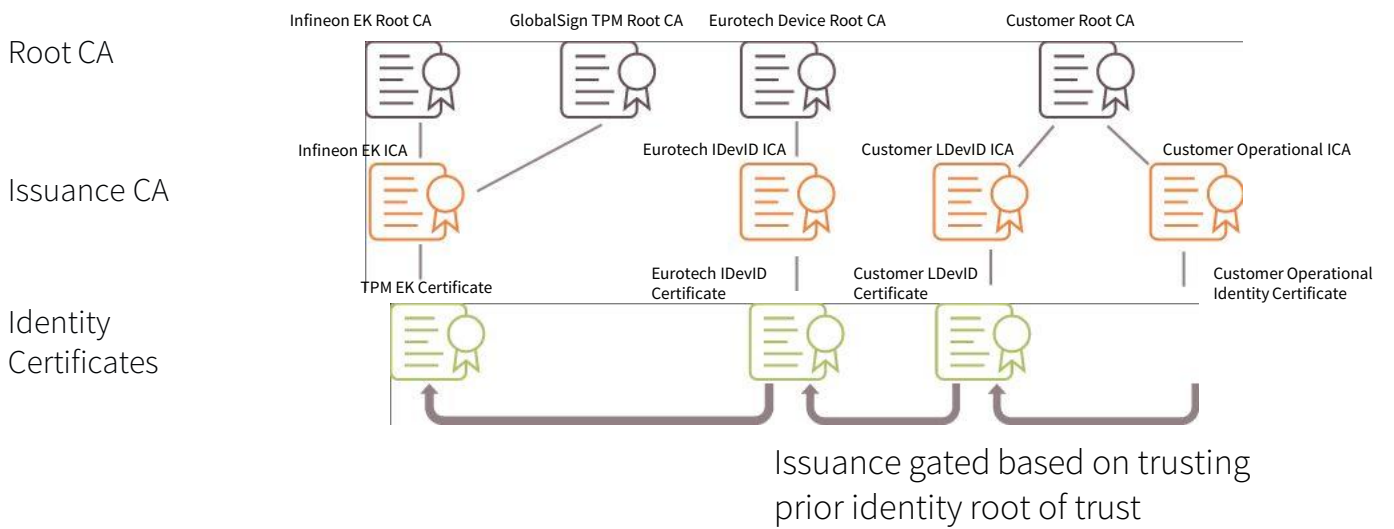 Infineon EK Root CA
GlobalSign TPM Root CA
Eurotech Device Root CA
Customer Root CA
Root CA
Infineon EK ICA
Eurotech IDevID ICA
Customer LDevID ICA
Customer Operational ICA
Issuance CA
TPM EK Certificate
Eurotech IDevID
Certificate
Customer LDevID
Certificate
Customer Operational
Identity Certificate
Identity
Certificates
Issuance gated based on trusting
prior identity root of trust